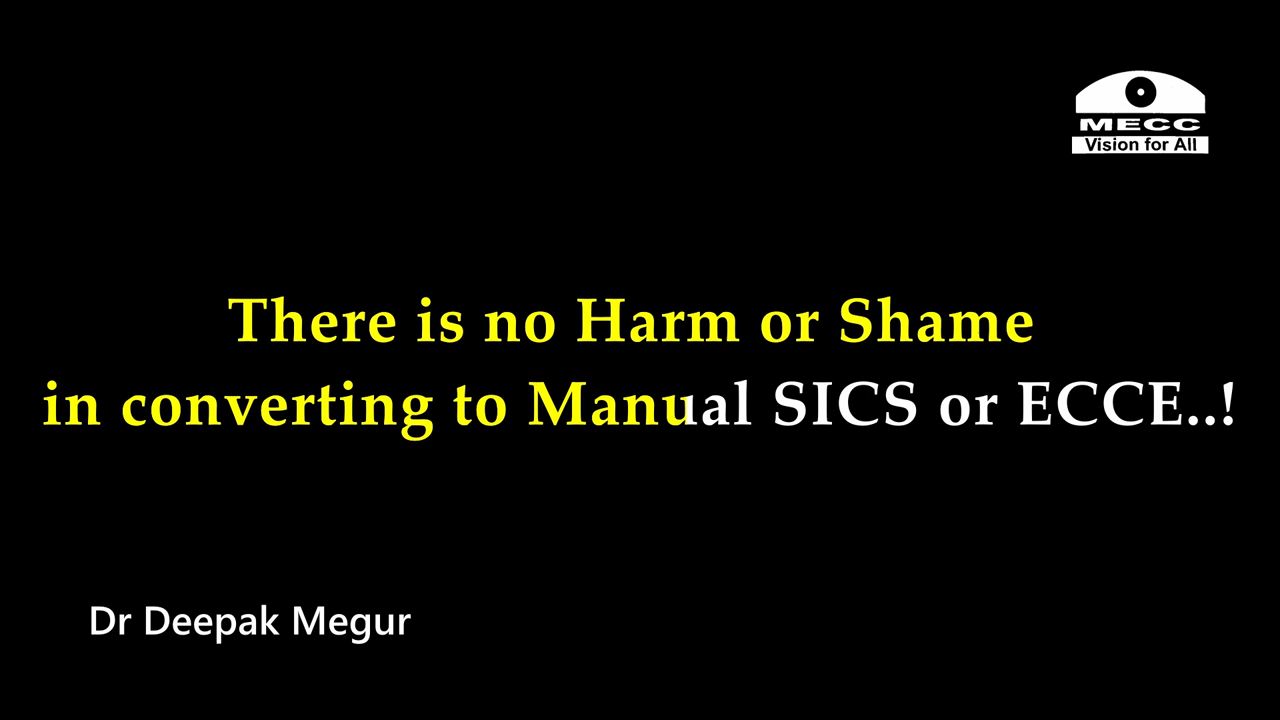 MECC
Vision for All
There is no Harm or Shame
in converting to Manual SICS or ECCE..!
Dr Deepak Megur